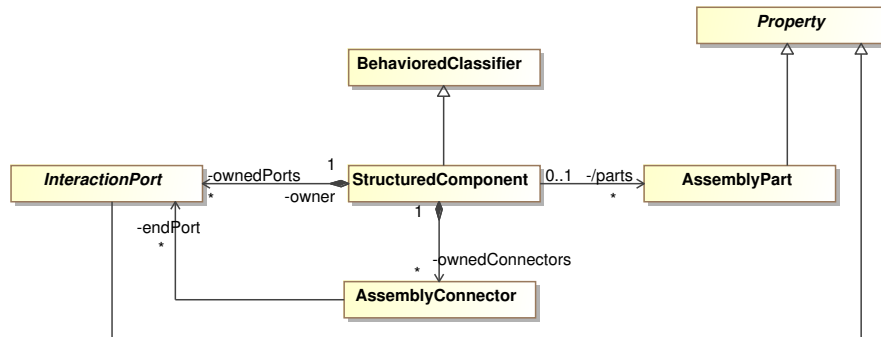 Property
BehavioredClassifier
InteractionPort
-ownedPorts
*
1
-owner
StructuredComponent
0..1
-/parts
*
AssemblyPart
-endPort
*
1
-ownedConnectors
*
AssemblyConnector